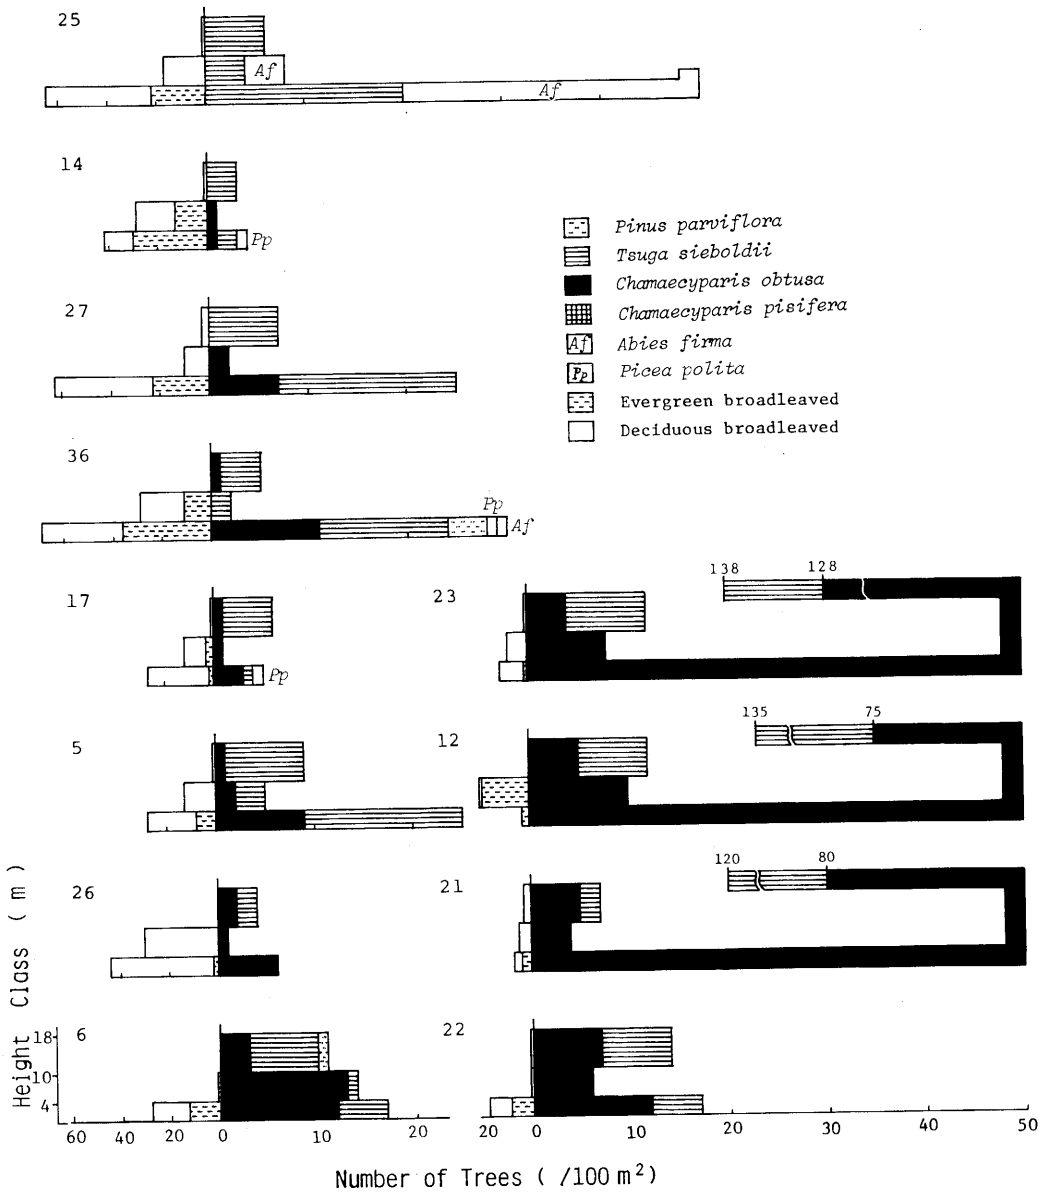 25
Af
Af
14
Pp
Pinus parviflora
Tsuga sieboldii
Chamaecyparis obtusa
Chamaecyparis pisifera
Af Abies firma
Pp Picea polita
Evergreen broadleaved
Deciduous broadleaved
27
36
Pp
Af
17
Pp
23
138 128
5
12
135 75
26
21
120 80
6
22
Height Class ( m )
18
10
4
60 40 20 0 10 20
20 0 10 20 30 40 50
Number of Trees ( /100 m²)